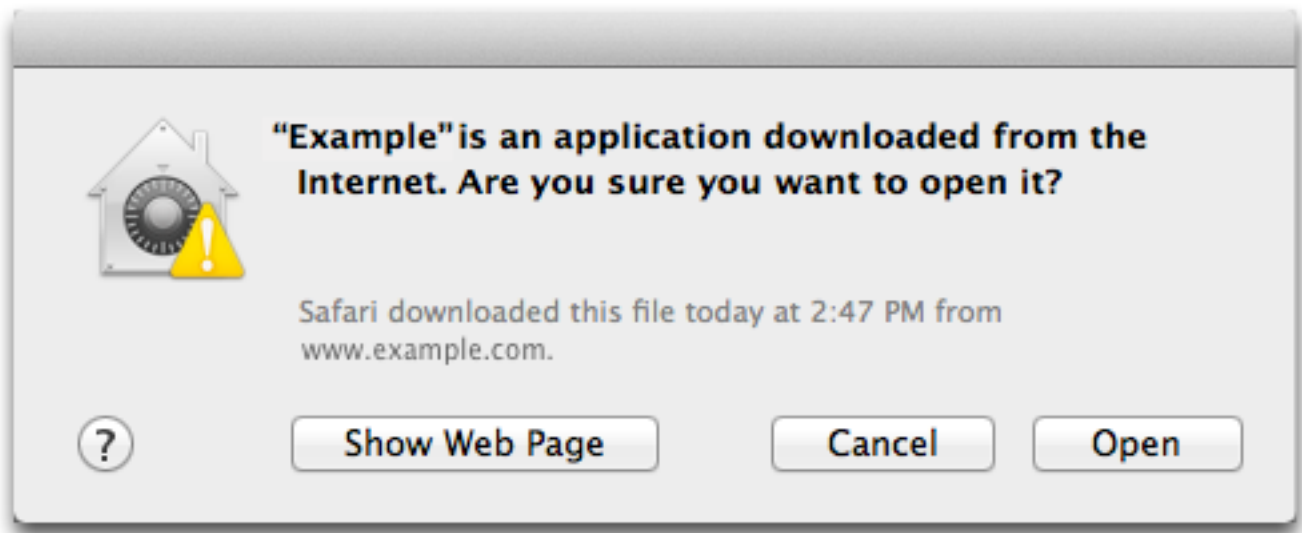 “Example” is an application downloaded from the
Internet. Are you sure you want to open it?
Safari downloaded this file today at 2:47 PM from
www.example.com.
?
Show Web Page
Cancel
Open